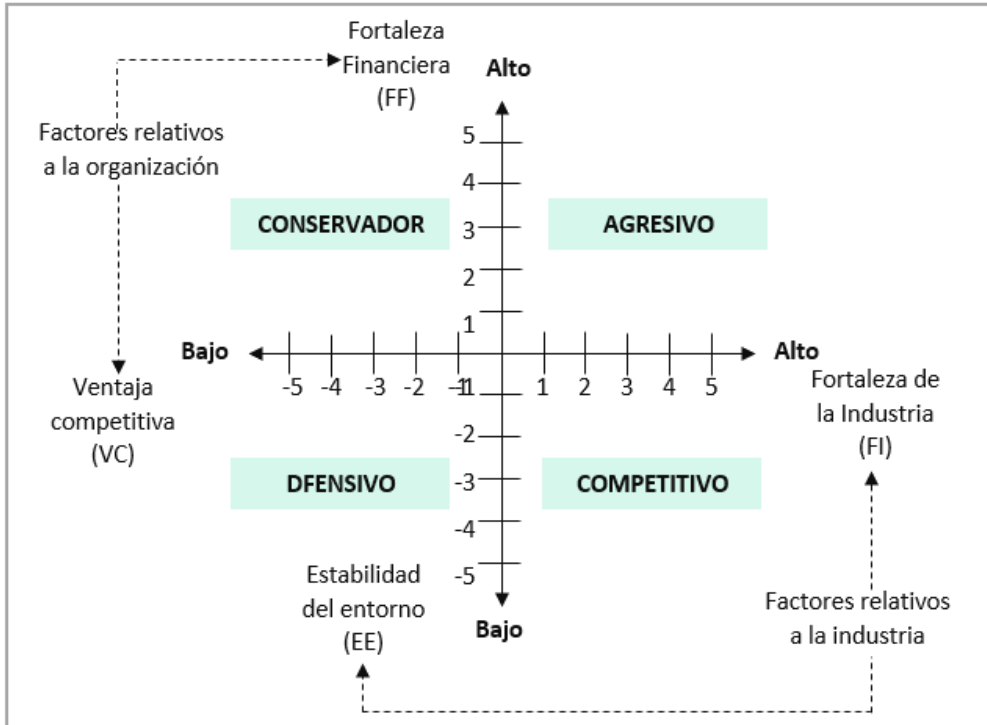 Fortaleza
Financiera
(FF)
Alto
Factores relativos
a la organización
5
4
3
2
1
CONSERVADOR
AGRESIVO
Bajo
Alto
-5 -4 -3 -2 -1 1 2 3 4 5
-1
-2
-3
-4
-5
Ventaja
competitiva
(VC)
Fortaleza de
la Industria
(FI)
DFENSIVO
COMPETITIVO
Estabilidad
del entorno
(EE)
Bajo
Factores relativos
a la industria